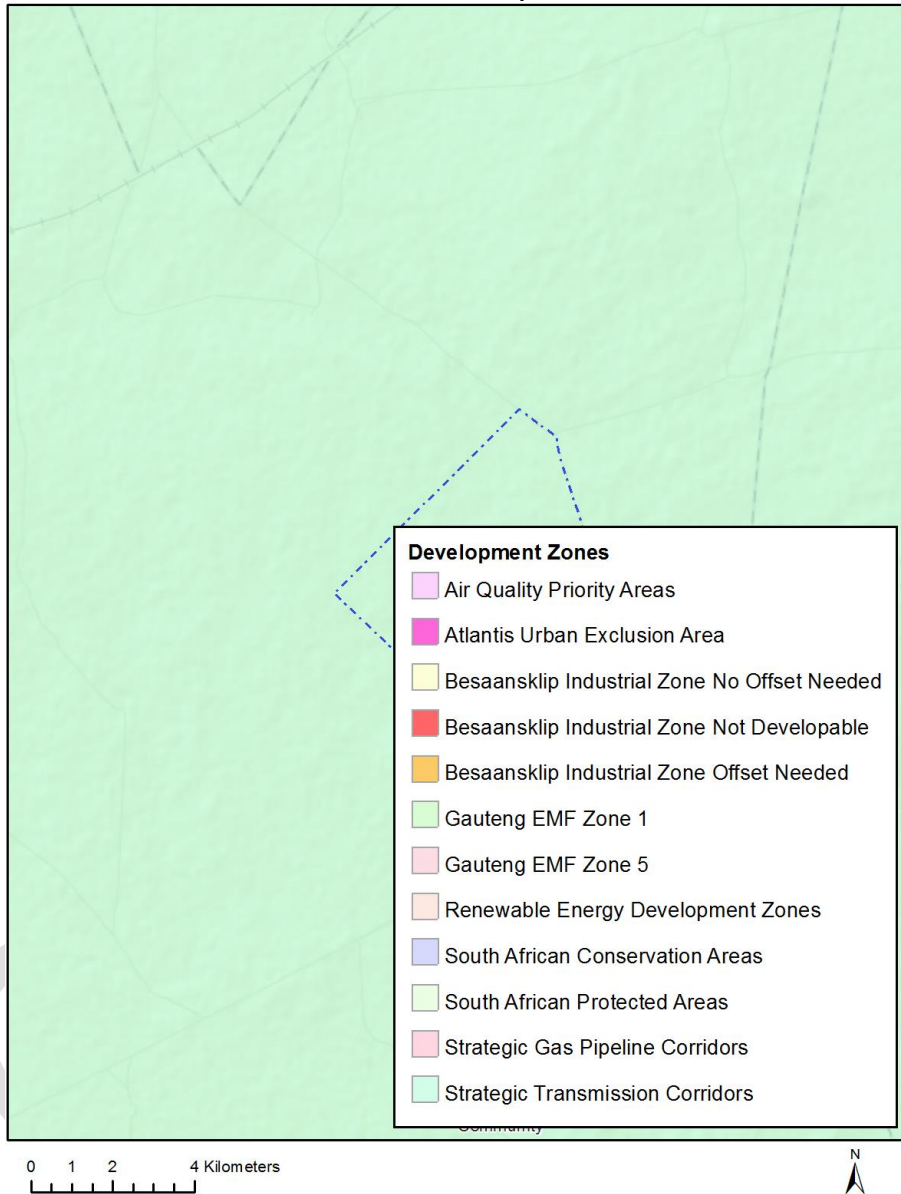 Development Zones
Air Quality Priority Areas
Atlantis Urban Exclusion Area
Besaansklip Industrial Zone No Offset Needed
Besaansklip Industrial Zone Not Developable
Besaansklip Industrial Zone Offset Needed
Gauteng EMF Zone 1
Gauteng EMF Zone 5
Renewable Energy Development Zones
South African Conservation Areas
South African Protected Areas
Strategic Gas Pipeline Corridors
Strategic Transmission Corridors
Community
0 1 2 4 Kilometers
N